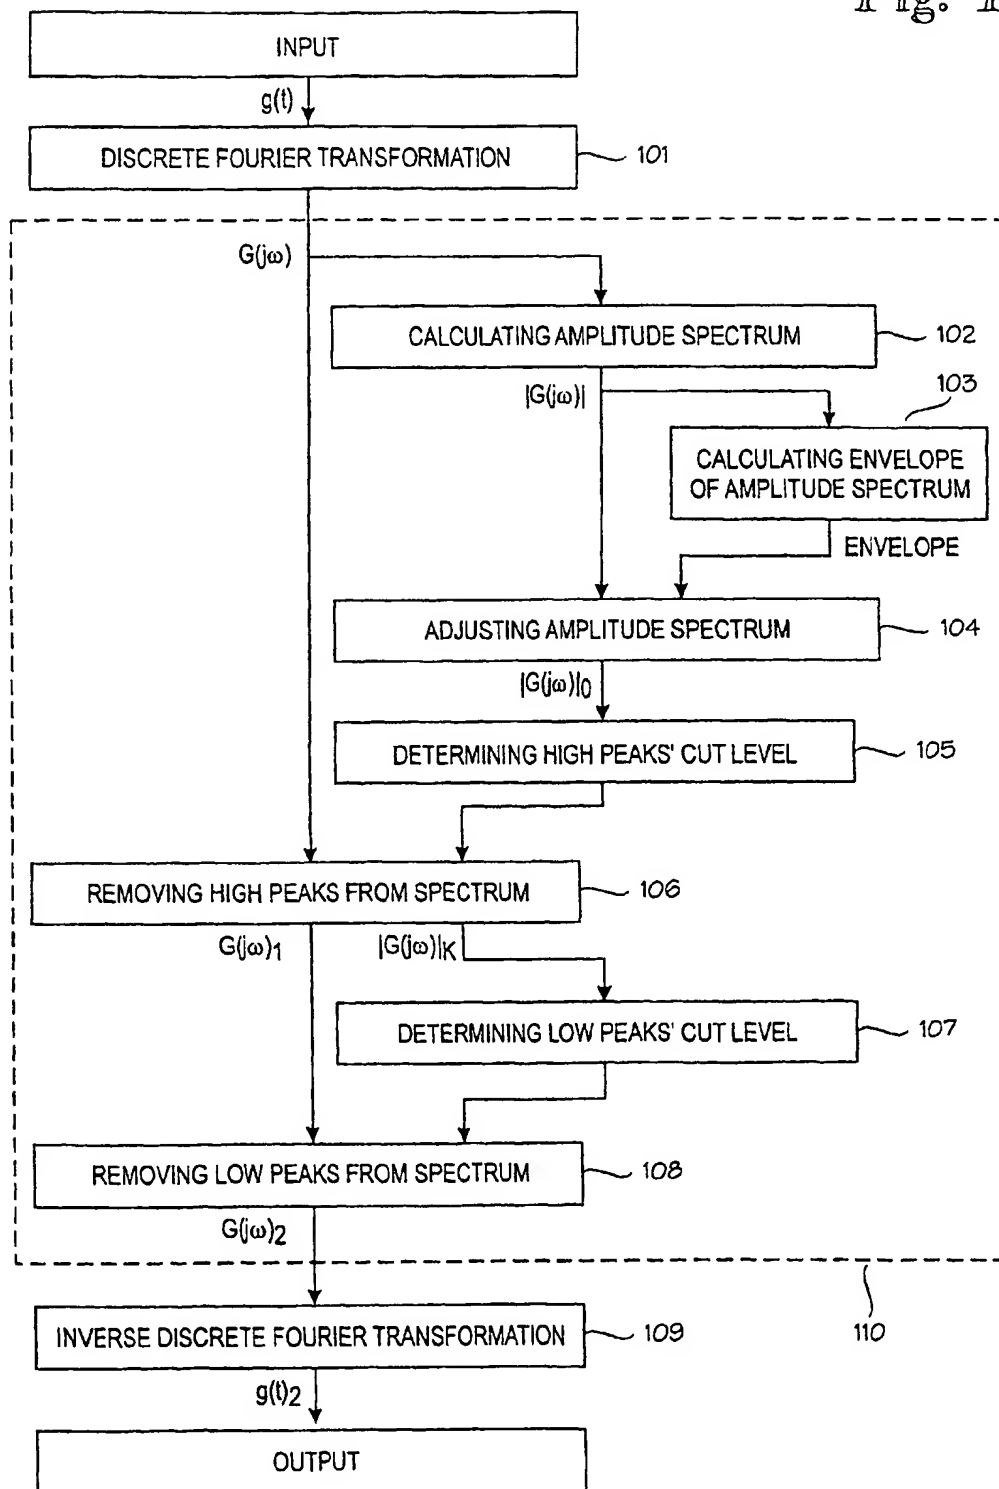 Fig. 1
INPUT
g(t)
DISCRETE FOURIER TRANSFORMATION
101
G(jω)
CALCULATING AMPLITUDE SPECTRUM
102
|G(jω)|
103
CALCULATING ENVELOPE
OF AMPLITUDE SPECTRUM
ENVELOPE
ADJUSTING AMPLITUDE SPECTRUM
104
|G(jω)|0
DETERMINING HIGH PEAKS' CUT LEVEL
105
REMOVING HIGH PEAKS FROM SPECTRUM
106
G(jω)1
|G(jω)|K
DETERMINING LOW PEAKS' CUT LEVEL
107
REMOVING LOW PEAKS FROM SPECTRUM
108
G(jω)2
INVERSE DISCRETE FOURIER TRANSFORMATION
109
110
g(t)2
OUTPUT